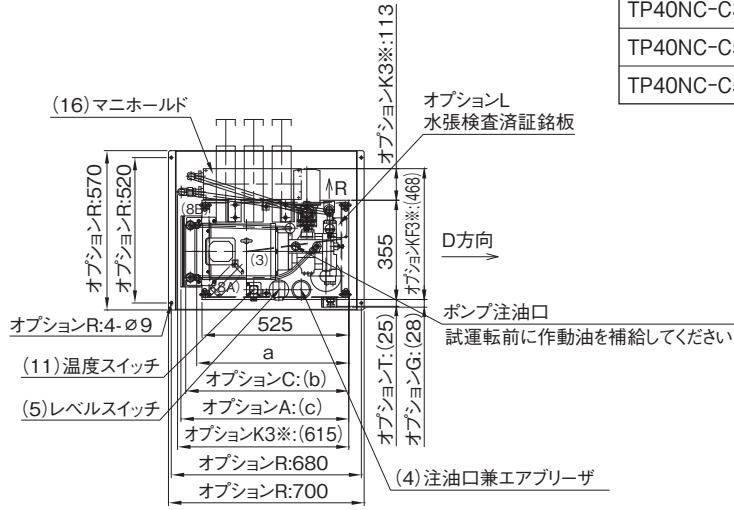 TP40NC-C
TP40NC-C
TP40NC-C
オプションK3※:113
(16)マニホールド
オプションL
水張検査済証銘板
オプションR:570
オプションR:520
R
(8B)
(3)
(8A)
355
オプションKF3※:(468)
D方向
ポンプ注油口
試運転前に作動油を補給してください
オプションR:4-⌀9
525
(11)温度スイッチ
a
オプションC:(b)
(5)レベルスイッチ
オプションA:(c)
オプションT:(25)
オプションG:(28)
オプションK3※:(615)
オプションR:680
(4)注油口兼エアブリーザ
オプションR:700